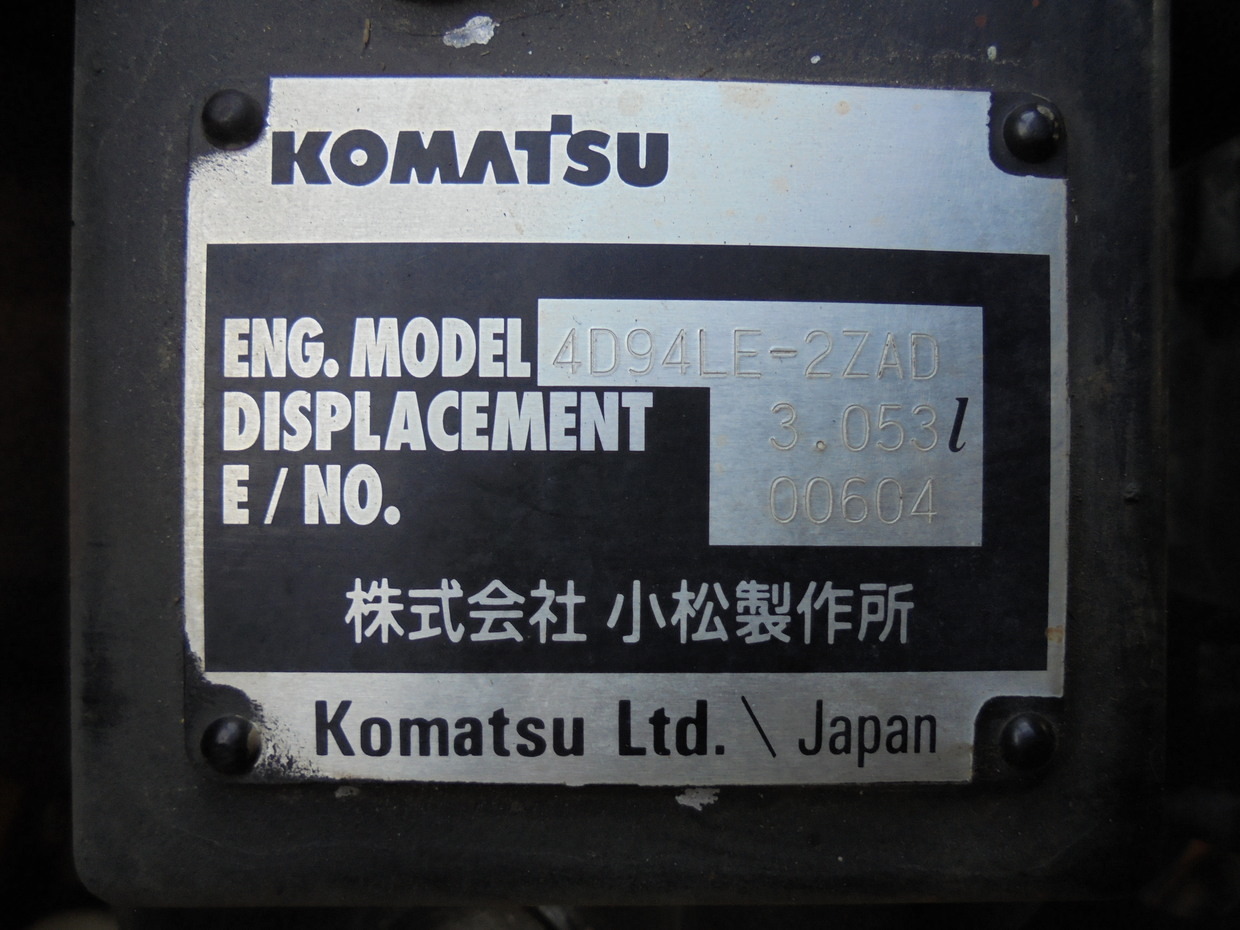 KOMATSU
ENG. MODEL 4D94LE-2ZAD
DISPLACEMENT 3.053l
E / NO. 00604
株式会社 小松製作所
Komatsu Ltd. \ Japan